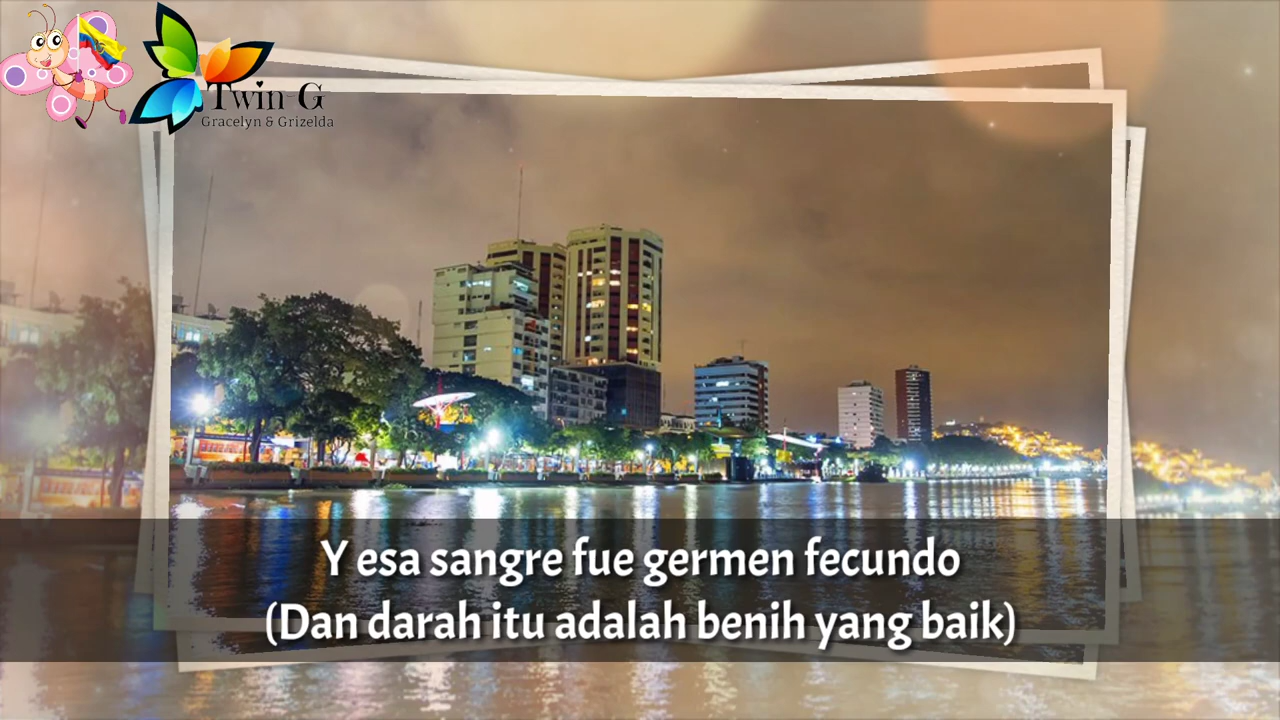 Twin-G
Gracelyn & Grizelda
Y esa sangre fue germen fecundo
(Dan darah itu adalah benih yang baik)